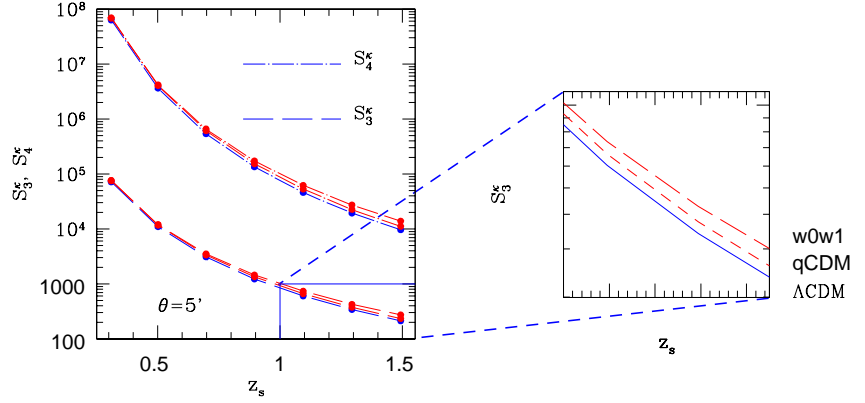 10⁸
10⁷
10⁶
10⁵
10⁴
1000
100
S₃^κ, S₄^κ
S₄^κ
S₃^κ
θ=5'
0.5 1 1.5
z_s
S₃^κ
w0w1
qCDM
ΛCDM
z_s